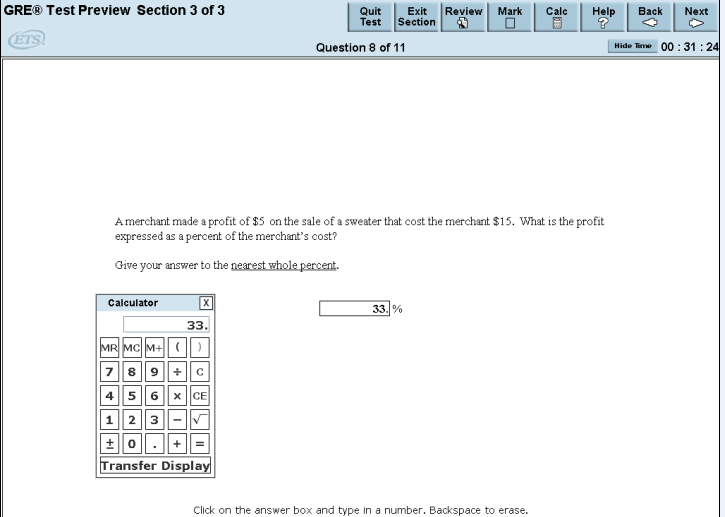 GRE® Test Preview Section 3 of 3
Quit Test
Exit Section
Review
Mark
Calc
Help
?
Back
Next
ETS
Question 8 of 11
Hide Time 00 : 31 : 24
A merchant made a profit of $5 on the sale of a sweater that cost the merchant $15. What is the profit
expressed as a percent of the merchant's cost?
Give your answer to the nearest whole percent.
Calculator X
33. %
33.
MR MC M+ ( )
7 8 9 ÷ C
4 5 6 × CE
1 2 3 − √
± 0 . + =
Transfer Display
Click on the answer box and type in a number. Backspace to erase.